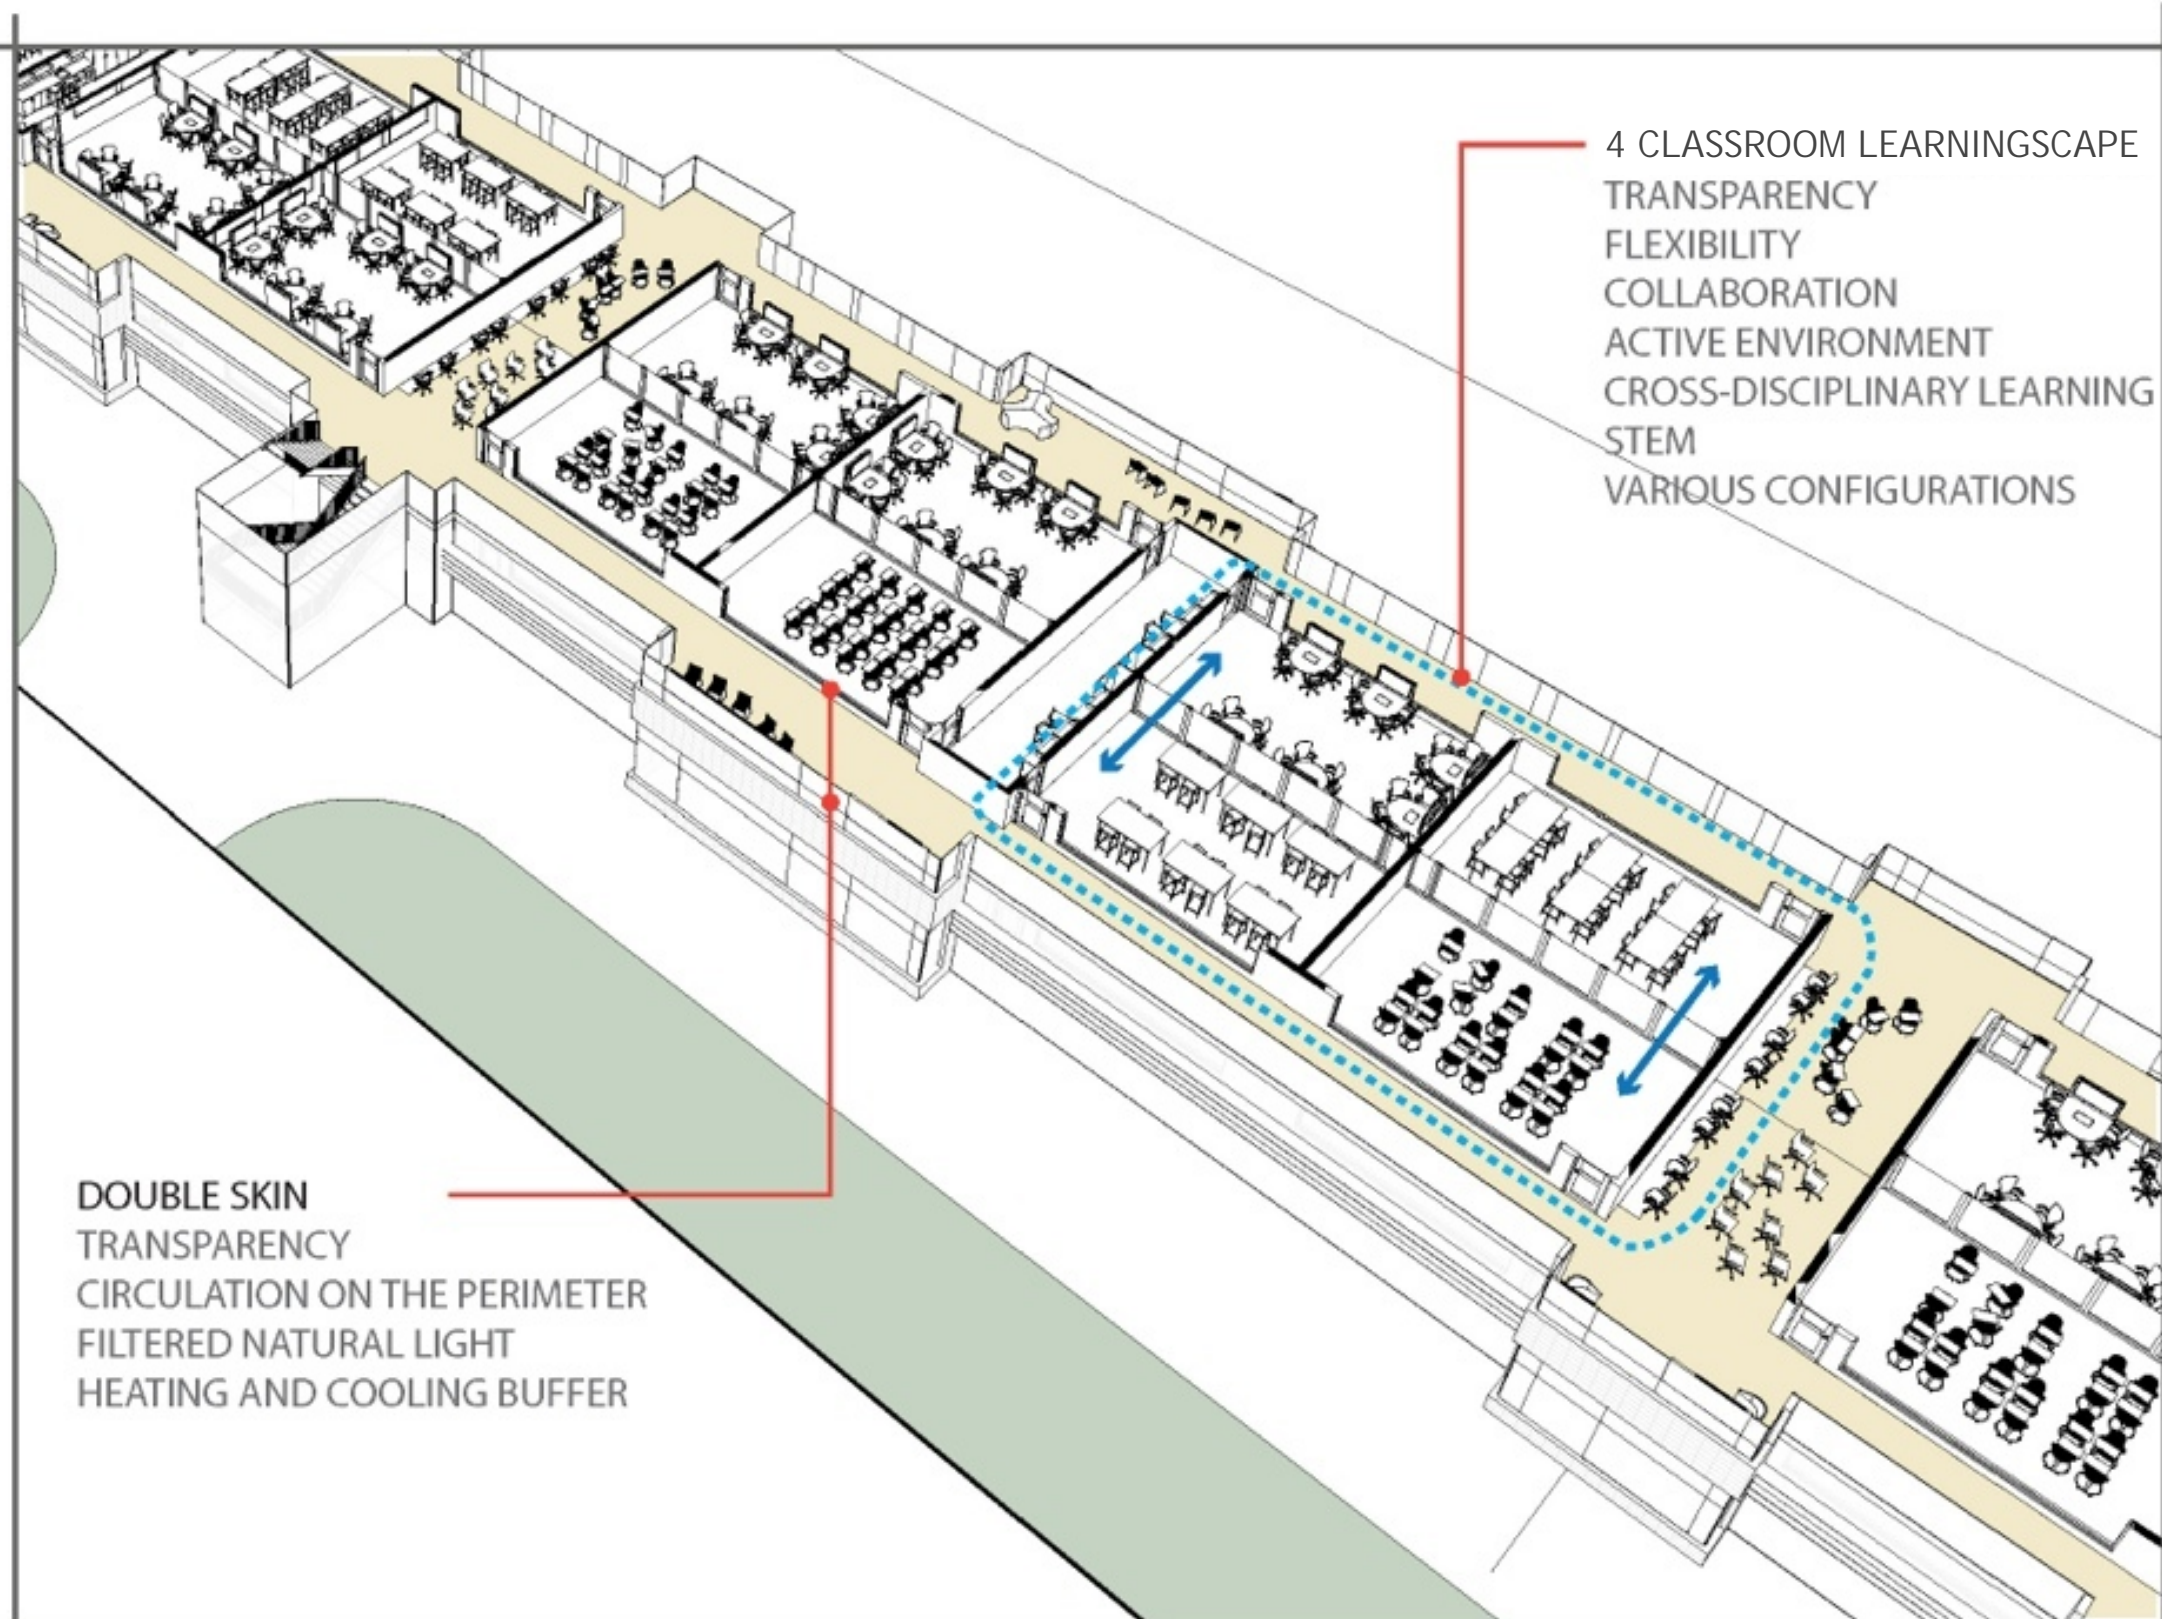 4 CLASSROOM LEARNINGSCAPE
TRANSPARENCY
FLEXIBILITY
COLLABORATION
ACTIVE ENVIRONMENT
CROSS-DISCIPLINARY LEARNING
STEM
VARIOUS CONFIGURATIONS
DOUBLE SKIN
TRANSPARENCY
CIRCULATION ON THE PERIMETER
FILTERED NATURAL LIGHT
HEATING AND COOLING BUFFER